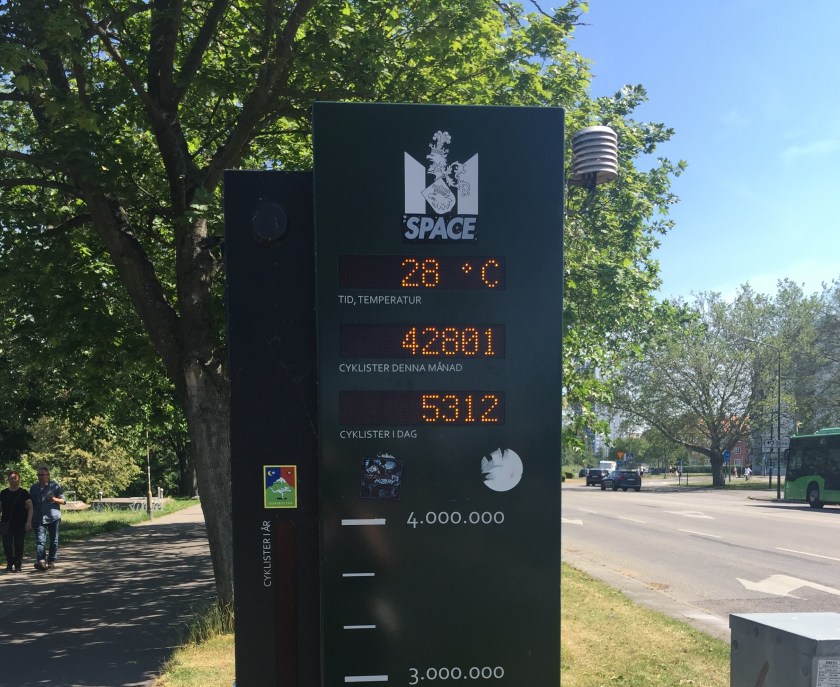 SPACE
28 °C
TID, TEMPERATUR
42801
CYKLISTER DENNA MÅNAD
5312
CYKLISTER I DAG
4.000.000
CYKLISTER I ÅR
3.000.000